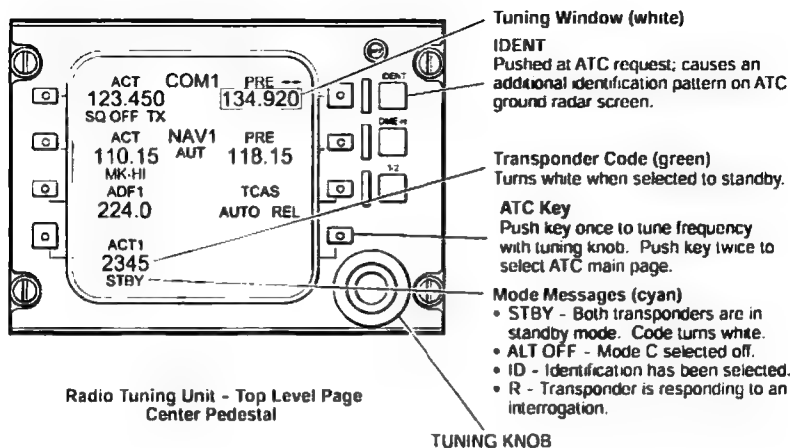 ACT COM1 PRE
123.450 134.920
SQ OFF TX
ACT NAV1 PRE
110.15 AUT 118.15
MK-HI
ADF1 TCAS
224.0 AUTO REL
ACT1
2345
STBY
IDENT
DME-H
1-2
Tuning Window (white)
IDENT
Pushed at ATC request; causes an
additional identification pattern on ATC
ground radar screen.
Transponder Code (green)
Turns white when selected to standby.
ATC Key
Push key once to tune frequency
with tuning knob. Push key twice to
select ATC main page.
Mode Messages (cyan)
• STBY - Both transponders are in
standby mode. Code turns white.
• ALT OFF - Mode C selected off.
• ID - Identification has been selected.
• R - Transponder is responding to an
interrogation.
Radio Tuning Unit - Top Level Page
Center Pedestal
TUNING KNOB